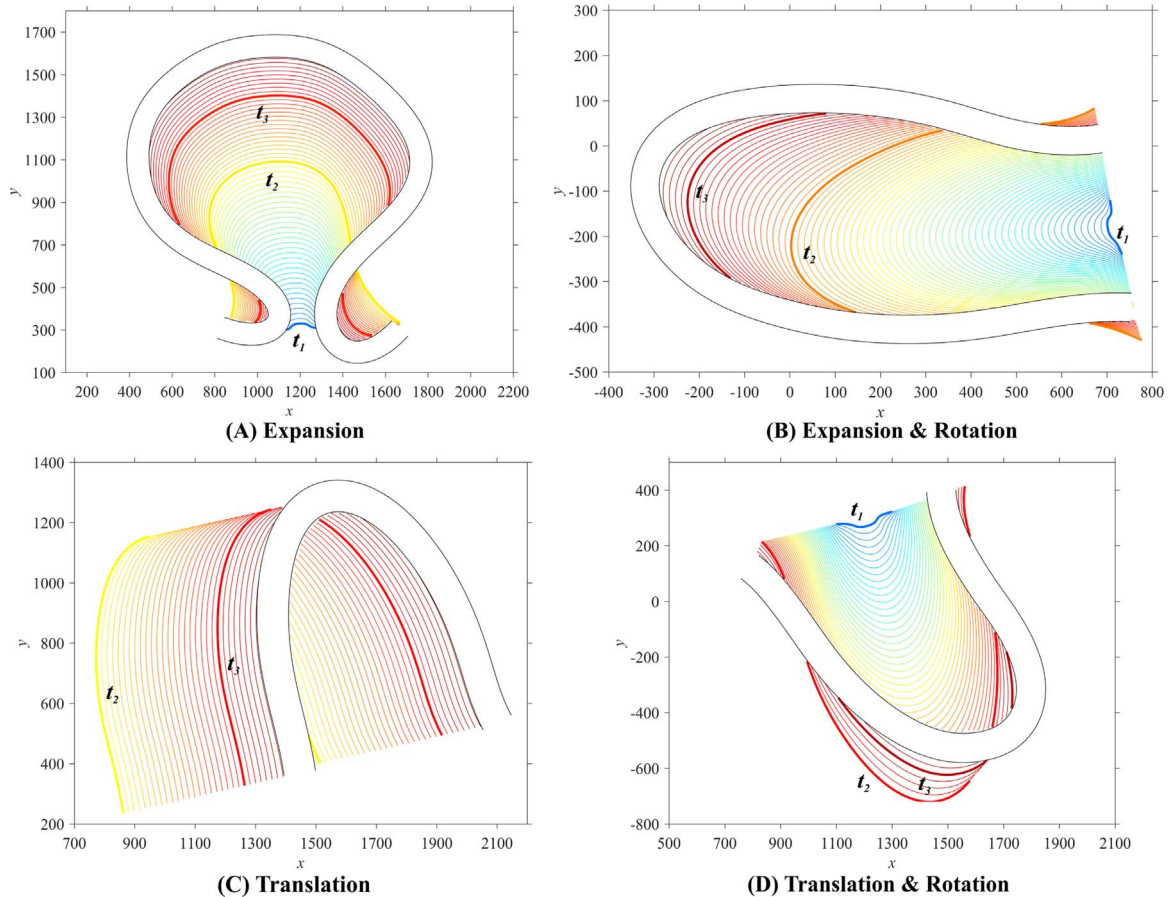 1700
1500
1300
1100
900
700
500
300
100
y
200 400 600 800 1000 1200 1400 1600 1800 2000 2200
x
t3
t2
t1
(A) Expansion
300
200
100
0
-100
-200
-300
-400
-500
y
-400 -300 -200 -100 0 100 200 300 400 500 600 700 800
x
t3
t2
t1
(B) Expansion & Rotation
1400
1200
1000
800
600
400
200
y
700 900 1100 1300 1500 1700 1900 2100
x
t2
t3
(C) Translation
400
200
0
-200
-400
-600
-800
y
500 700 900 1100 1300 1500 1700 1900 2100
x
t1
t2
t3
(D) Translation & Rotation